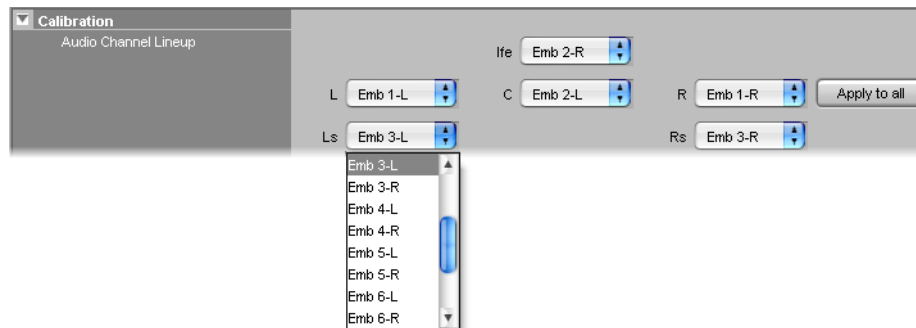 Calibration
Audio Channel Lineup
lfe Emb 2-R
L Emb 1-L C Emb 2-L R Emb 1-R Apply to all
Ls Emb 3-L Rs Emb 3-R
Emb 3-L
Emb 3-R
Emb 4-L
Emb 4-R
Emb 5-L
Emb 5-R
Emb 6-L
Emb 6-R